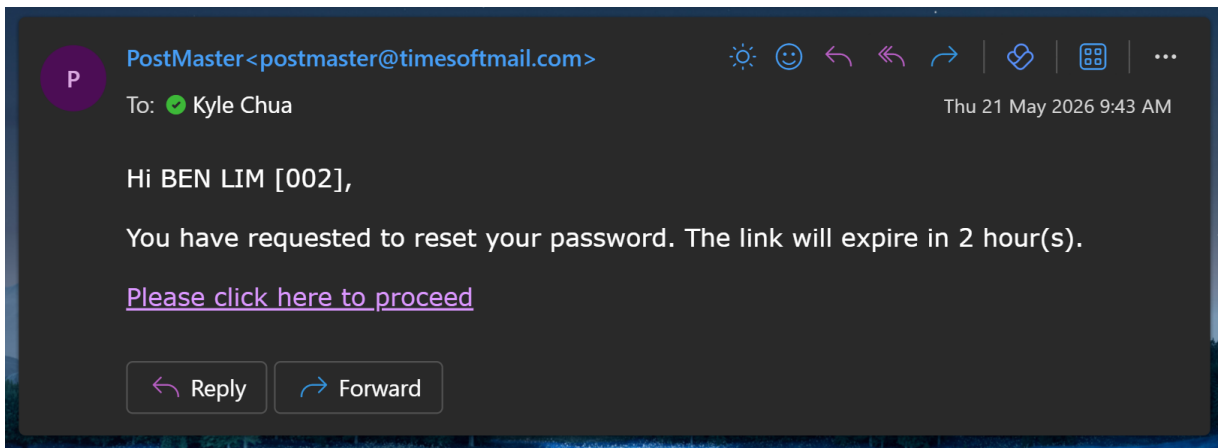 PostMaster<postmaster@timesoftmail.com>
P
To: Kyle Chua
Thu 21 May 2026 9:43 AM
Hi BEN LIM [002],
You have requested to reset your password. The link will expire in 2 hour(s).
Please click here to proceed
Reply
Forward